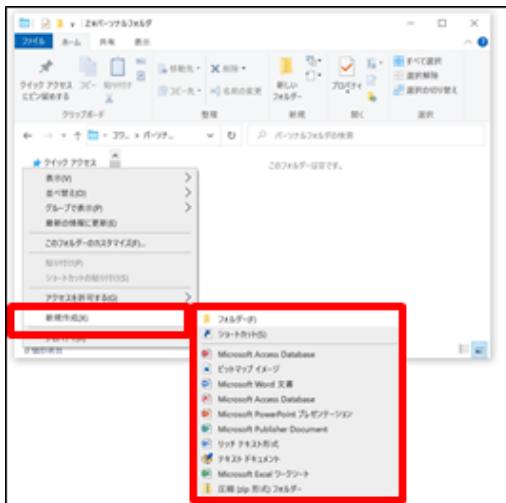 パーソナルフォルダ
ファイル ホーム 共有 表示
クイック アクセス コピー 貼り付け 移動先 削除 新しい プロパティ すべて選択
にピン留めする コピー先 名前の変更 フォルダー 選択解除
選択の切り替え
クリップボード 整理 新規 開く 選択
パーソナルフォルダの検索
クイック アクセス
このフォルダーは空です。
表示(V)
並べ替え(O)
グループで表示(P)
最新の情報に更新(E)
このフォルダーのカスタマイズ(F)...
貼り付け(P)
ショートカットの貼り付け(S)
アクセスを許可する(G)
新規作成(X)
フォルダー(F)
ショートカット(S)
Microsoft Access Database
ビットマップ イメージ
Microsoft Word 文書
Microsoft Access Database
Microsoft PowerPoint プレゼンテーション
Microsoft Publisher Document
リッチ テキスト形式
テキスト ドキュメント
Microsoft Excel ワークシート
圧縮 (zip 形式) フォルダー